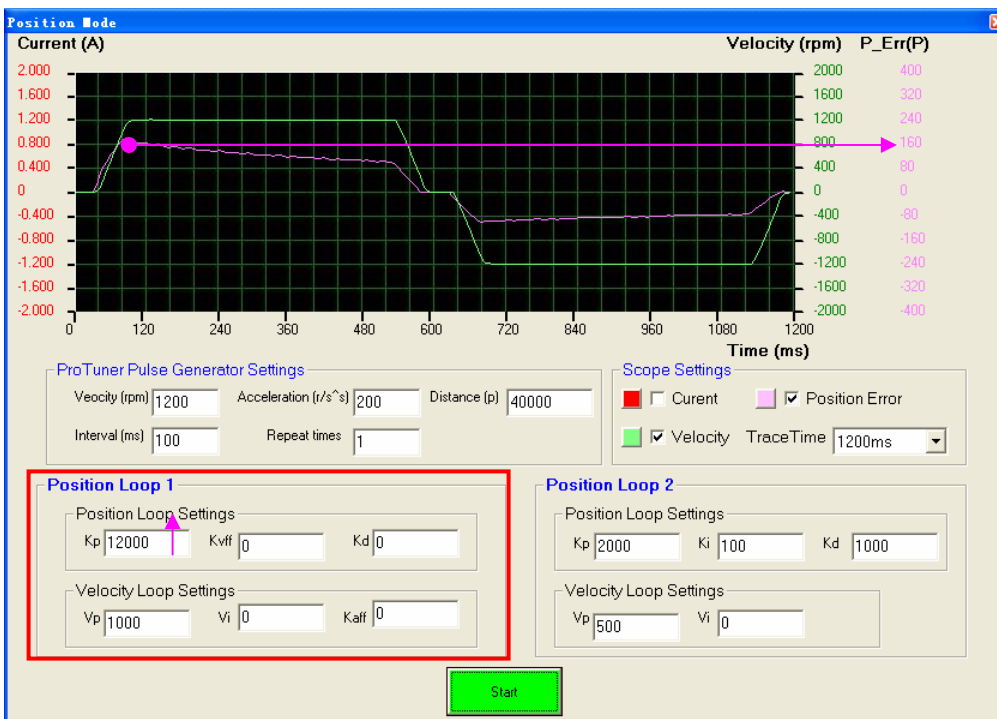 Position Mode
Current (A) Velocity (rpm) P_Err(P)
2.000 2000 400
1.600 1600 320
1.200 1200 240
0.800 800 160
0.400 400 80
0 0 0
-0.400 -400 -80
-0.800 -800 -160
-1.200 -1200 -240
-1.600 -1600 -320
-2.000 -2000 -400
0 120 240 360 480 600 720 840 960 1080 1200
Time (ms)
ProTuner Pulse Generator Settings
Veocity (rpm) 1200 Acceleration (r/s^s) 200 Distance (p) 40000
Interval (ms) 100 Repeat times 1
Scope Settings
Curent Position Error
Velocity TraceTime 1200ms
Position Loop 1
Position Loop Settings
Kp 12000 Kvff 0 Kd 0
Velocity Loop Settings
Vp 1000 Vi 0 Kaff 0
Position Loop 2
Position Loop Settings
Kp 2000 Ki 100 Kd 1000
Velocity Loop Settings
Vp 500 Vi 0
Start